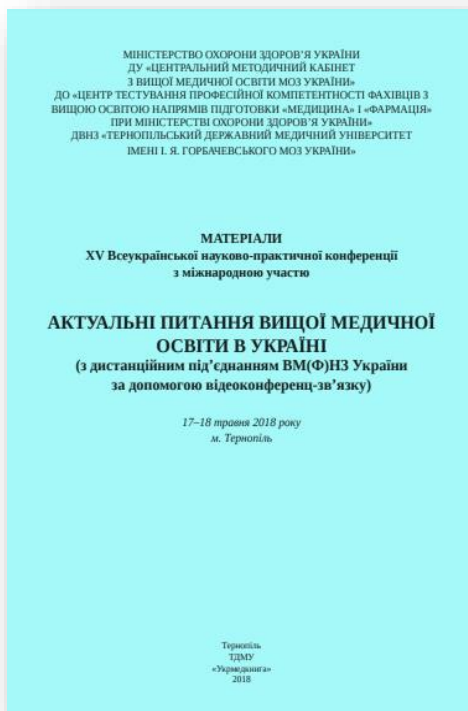 МІНІСТЕРСТВО ОХОРОНИ ЗДОРОВ’Я УКРАЇНИ
ДУ «ЦЕНТРАЛЬНИЙ МЕТОДИЧНИЙ КАБІНЕТ
З ВИЩОЇ МЕДИЧНОЇ ОСВІТИ МОЗ УКРАЇНИ»
ДО «ЦЕНТР ТЕСТУВАННЯ ПРОФЕСІЙНОЇ КОМПЕТЕНТНОСТІ ФАХІВЦІВ З
ВИЩОЮ ОСВІТОЮ НАПРЯМІВ ПІДГОТОВКИ «МЕДИЦИНА» І «ФАРМАЦІЯ»
ПРИ МІНІСТЕРСТВІ ОХОРОНИ ЗДОРОВ’Я УКРАЇНИ»
ДВНЗ «ТЕРНОПІЛЬСЬКИЙ ДЕРЖАВНИЙ МЕДИЧНИЙ УНІВЕРСИТЕТ
ІМЕНІ І. Я. ГОРБАЧЕВСЬКОГО МОЗ УКРАЇНИ»
МАТЕРІАЛИ
XV Всеукраїнської науково-практичної конференції
з міжнародною участю
АКТУАЛЬНІ ПИТАННЯ ВИЩОЇ МЕДИЧНОЇ
ОСВІТИ В УКРАЇНІ
(з дистанційним під’єднанням ВМ(Ф)НЗ України
за допомогою відеоконференц-зв’язку)
17–18 травня 2018 року
м. Тернопіль
Тернопіль
ТДМУ
«Укрмедкнига»
2018